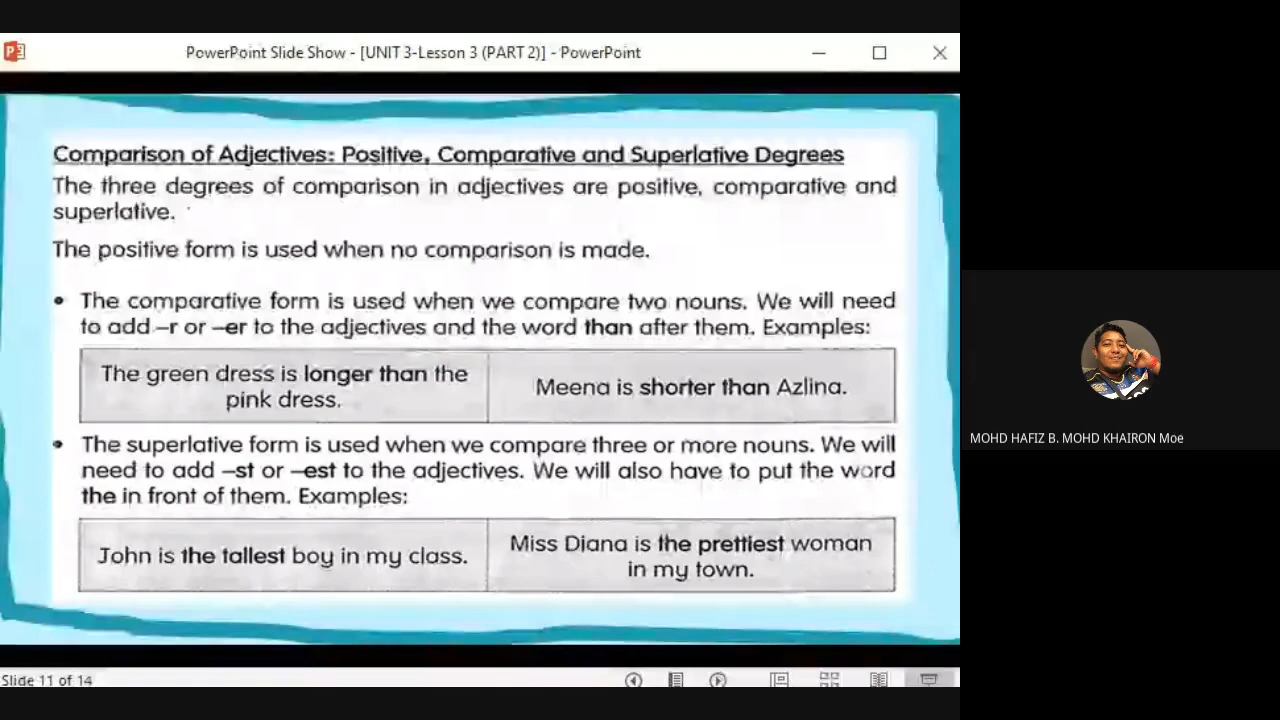 PowerPoint Slide Show - [UNIT 3-Lesson 3 (PART 2)] - PowerPoint
Comparison of Adjectives: Positive, Comparative and Superlative Degrees
The three degrees of comparison in adjectives are positive, comparative and
superlative.
The positive form is used when no comparison is made.
• The comparative form is used when we compare two nouns. We will need
to add –r or –er to the adjectives and the word than after them. Examples:
The green dress is longer than the
pink dress.
Meena is shorter than Azlina.
• The superlative form is used when we compare three or more nouns. We will
need to add –st or –est to the adjectives. We will also have to put the word
the in front of them. Examples:
John is the tallest boy in my class.
Miss Diana is the prettiest woman
in my town.
MOHD HAFIZ B. MOHD KHAIRON Moe
Slide 11 of 14